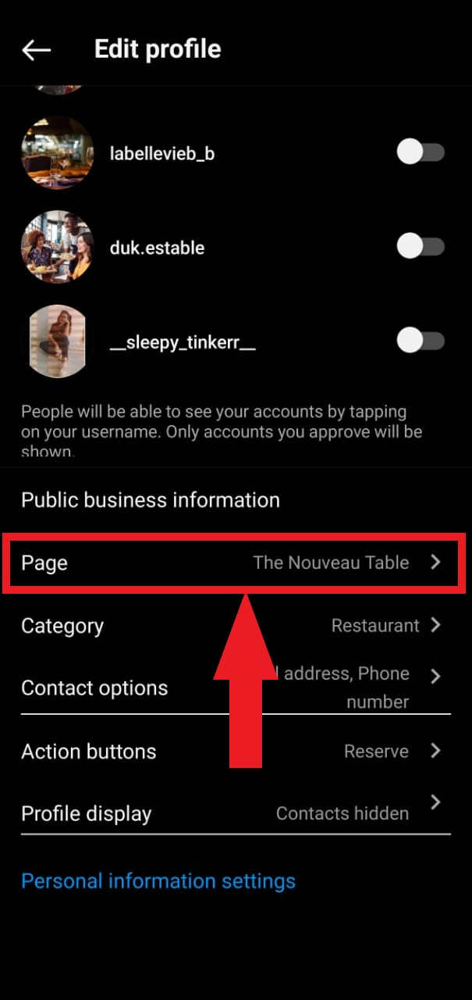 Edit profile
labellevieb_b
duk.estable
__sleepy_tinkerr__
People will be able to see your accounts by tapping
on your username. Only accounts you approve will be
shown.
Public business information
Page The Nouveau Table
Category Restaurant
Contact options address, Phone
number
Action buttons Reserve
Profile display Contacts hidden
Personal information settings